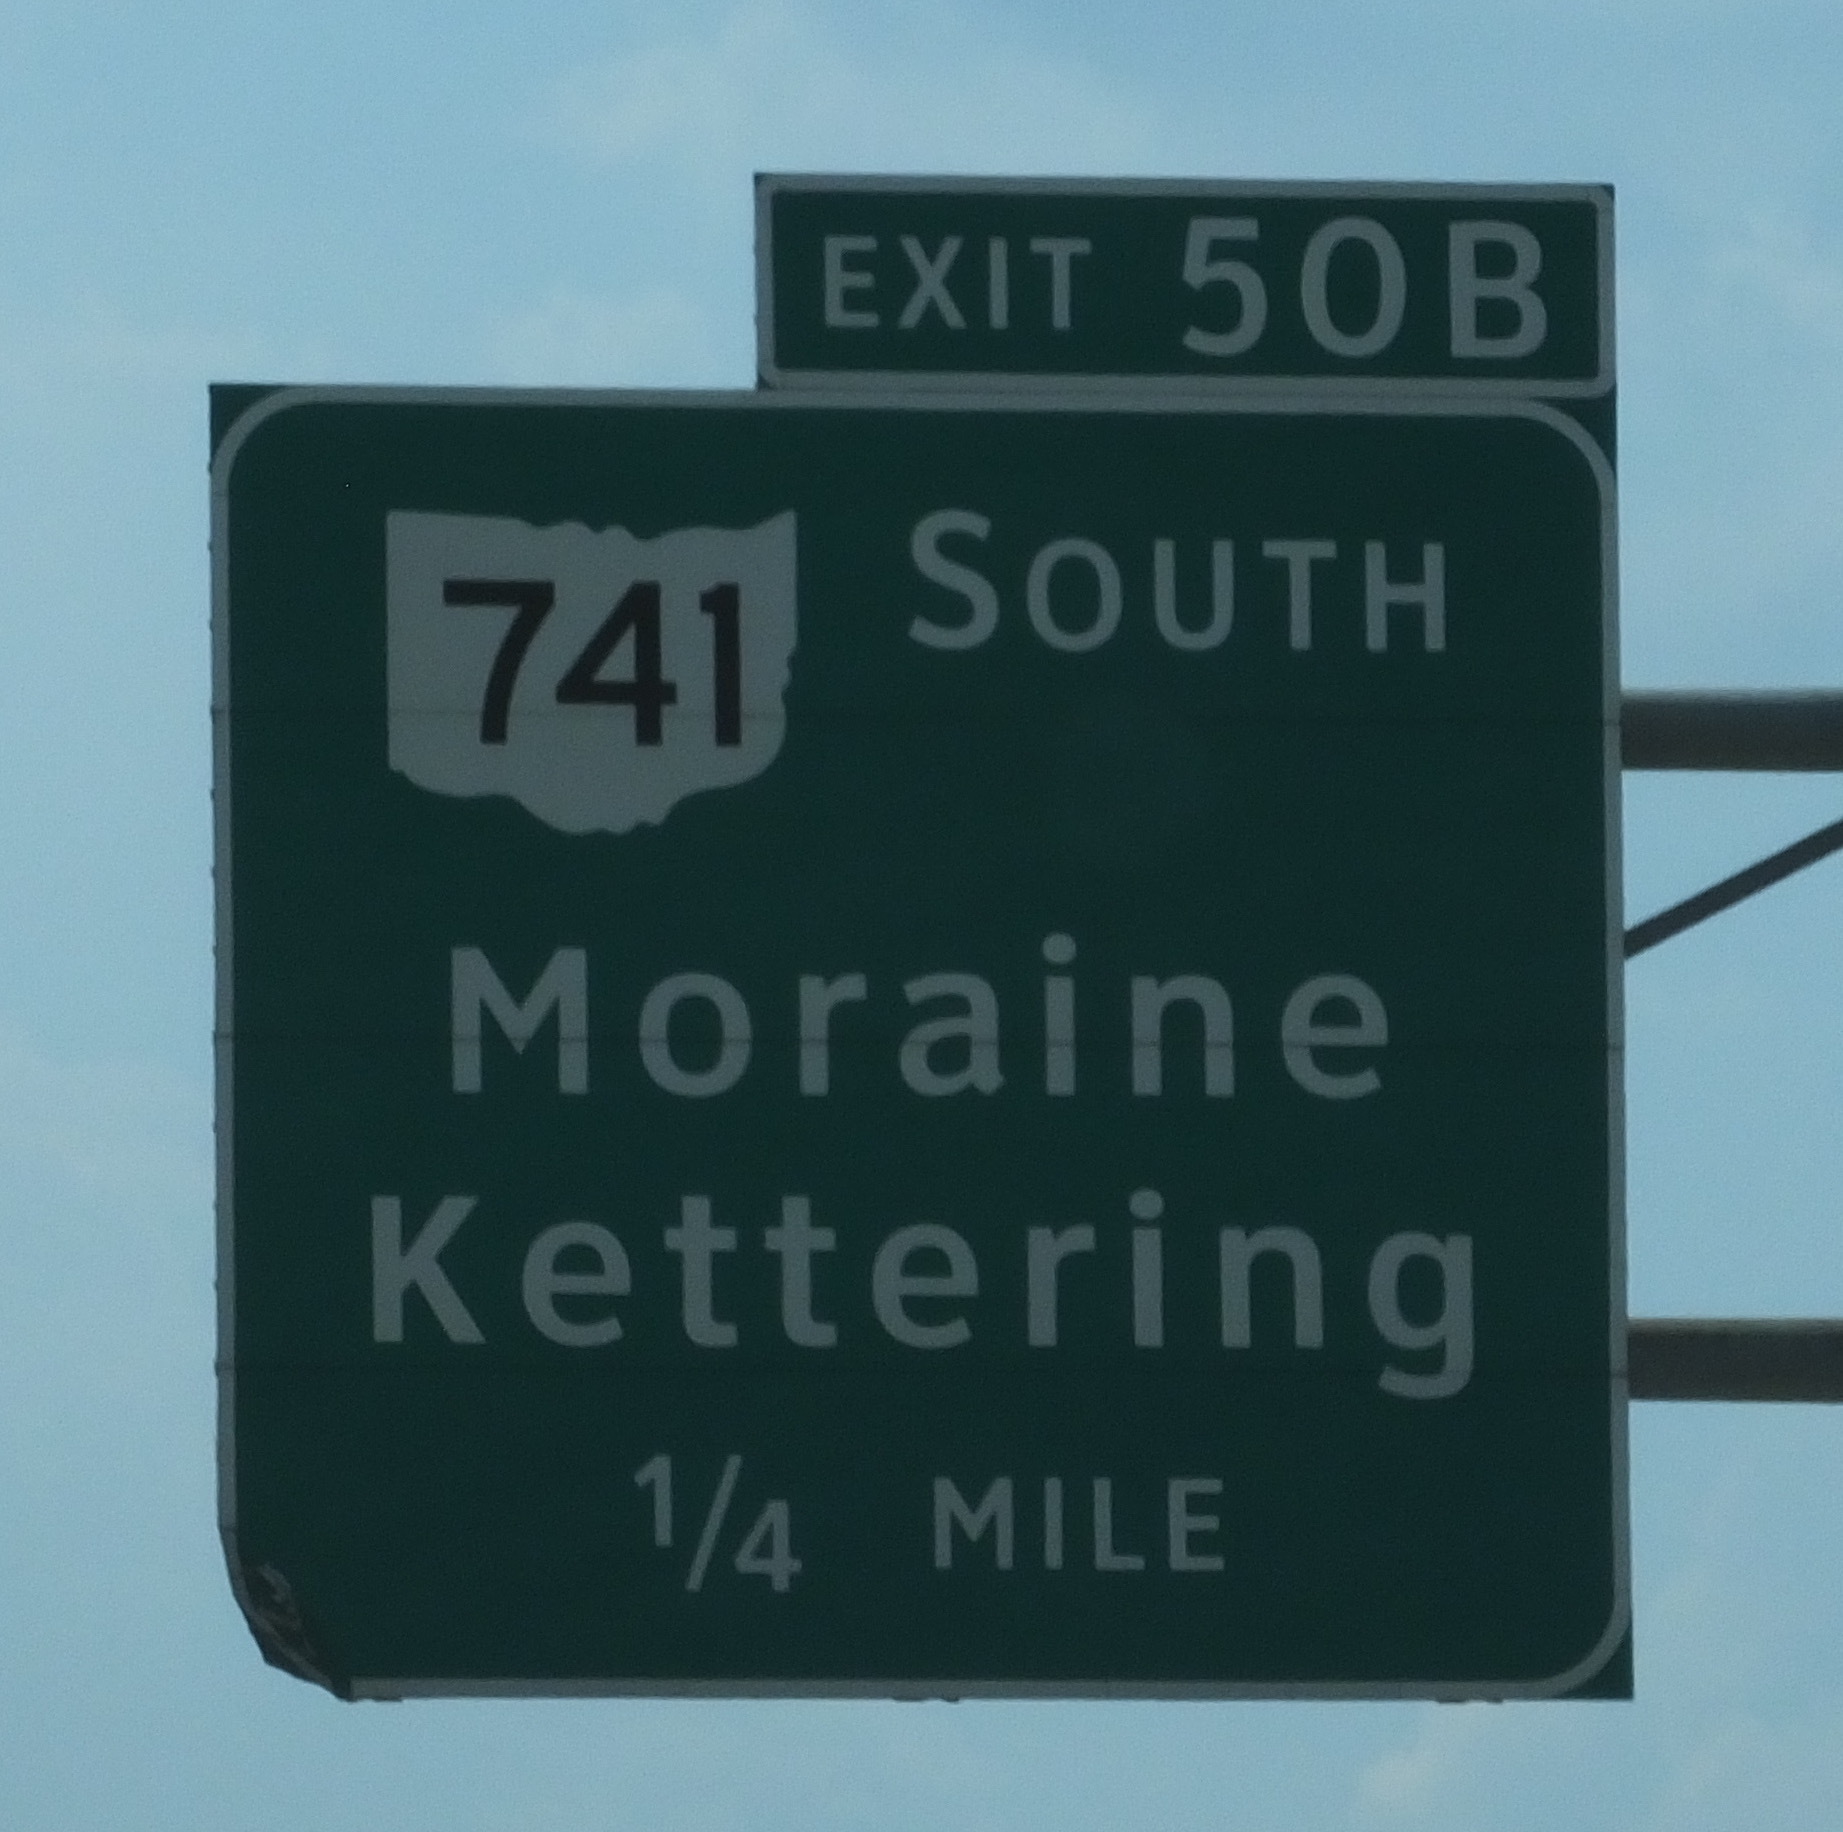 EXIT 50B
741 SOUTH
Moraine
Kettering
1/4 MILE